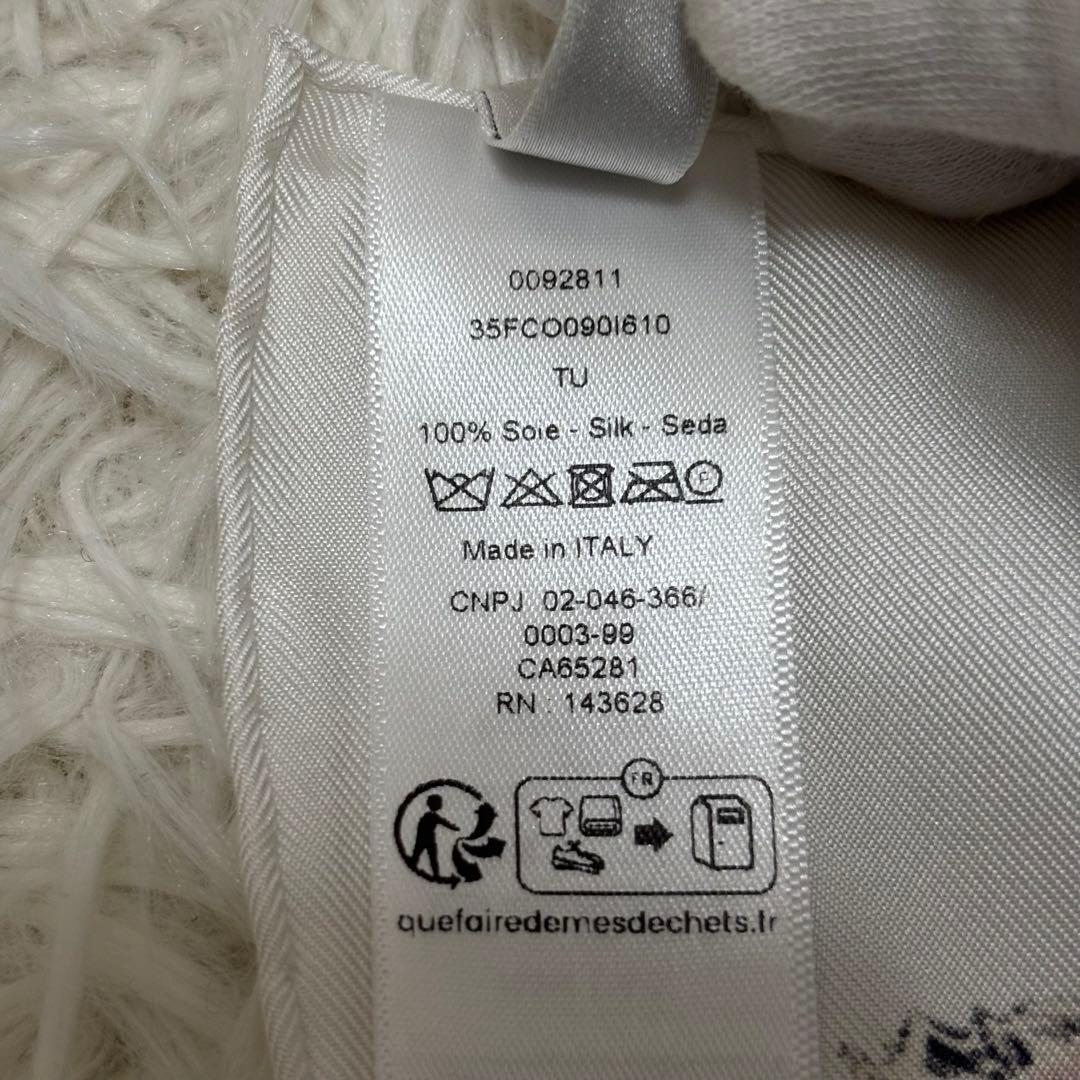 0092811
35FCO090I610
TU
100% Soie - Silk - Seda
F
Made in ITALY
CNPJ 02-046-366/
0003-99
CA65281
RN : 143628
FR
quefairedemesdechets.fr